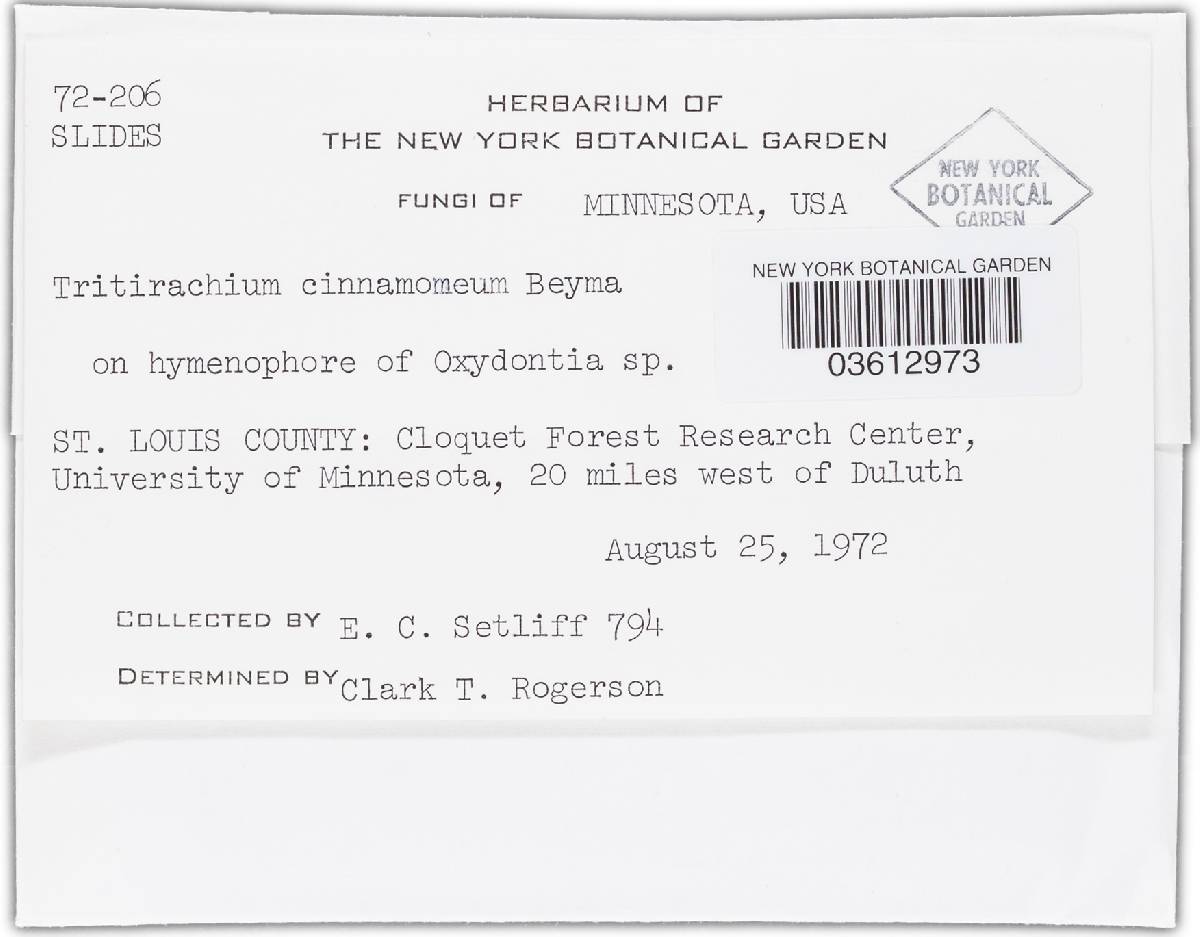 72-206
SLIDES
HERBARIUM OF
THE NEW YORK BOTANICAL GARDEN
FUNGI OF MINNESOTA, USA
NEW YORK
BOTANICAL
GARDEN
Tritirachium cinnamomeum Beyma
NEW YORK BOTANICAL GARDEN
03612973
on hymenophore of Oxydontia sp.
ST. LOUIS COUNTY: Cloquet Forest Research Center,
University of Minnesota, 20 miles west of Duluth
August 25, 1972
COLLECTED BY E. C. Setliff 794
DETERMINED BY Clark T. Rogerson